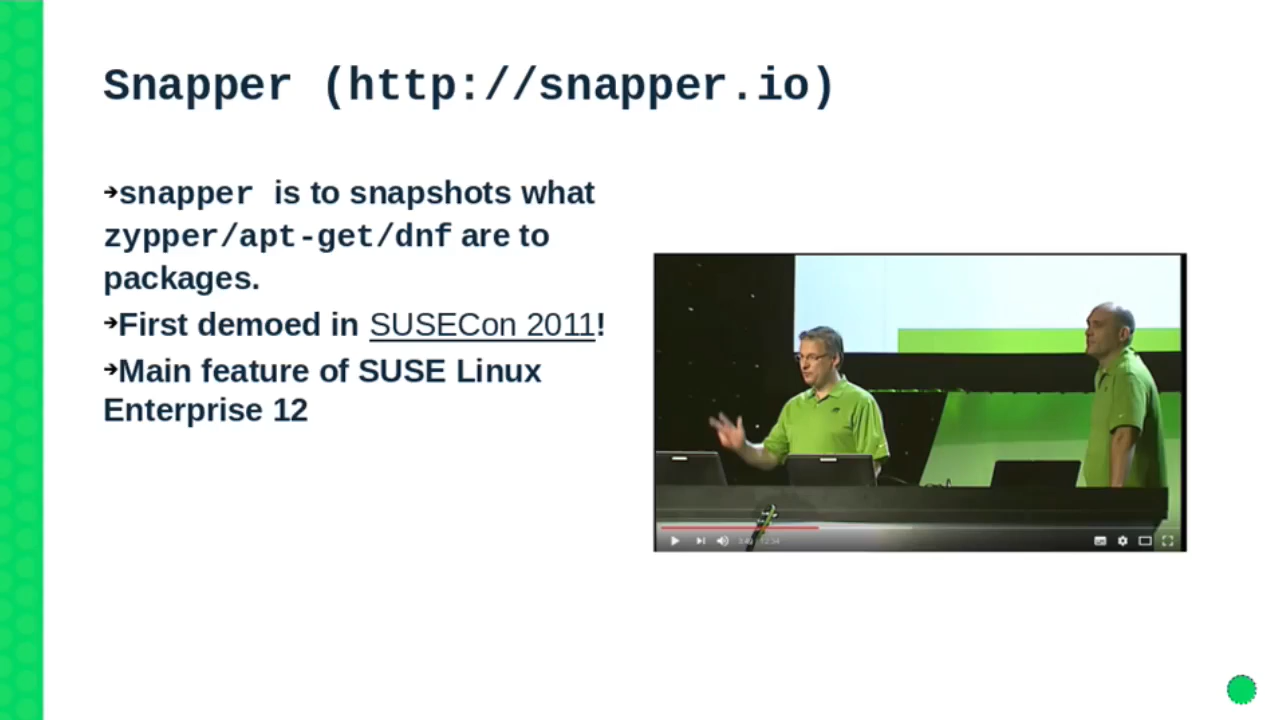 Snapper (http://snapper.io)
➔snapper is to snapshots what
zypper/apt-get/dnf are to
packages.
➔First demoed in SUSECon 2011!
➔Main feature of SUSE Linux
Enterprise 12